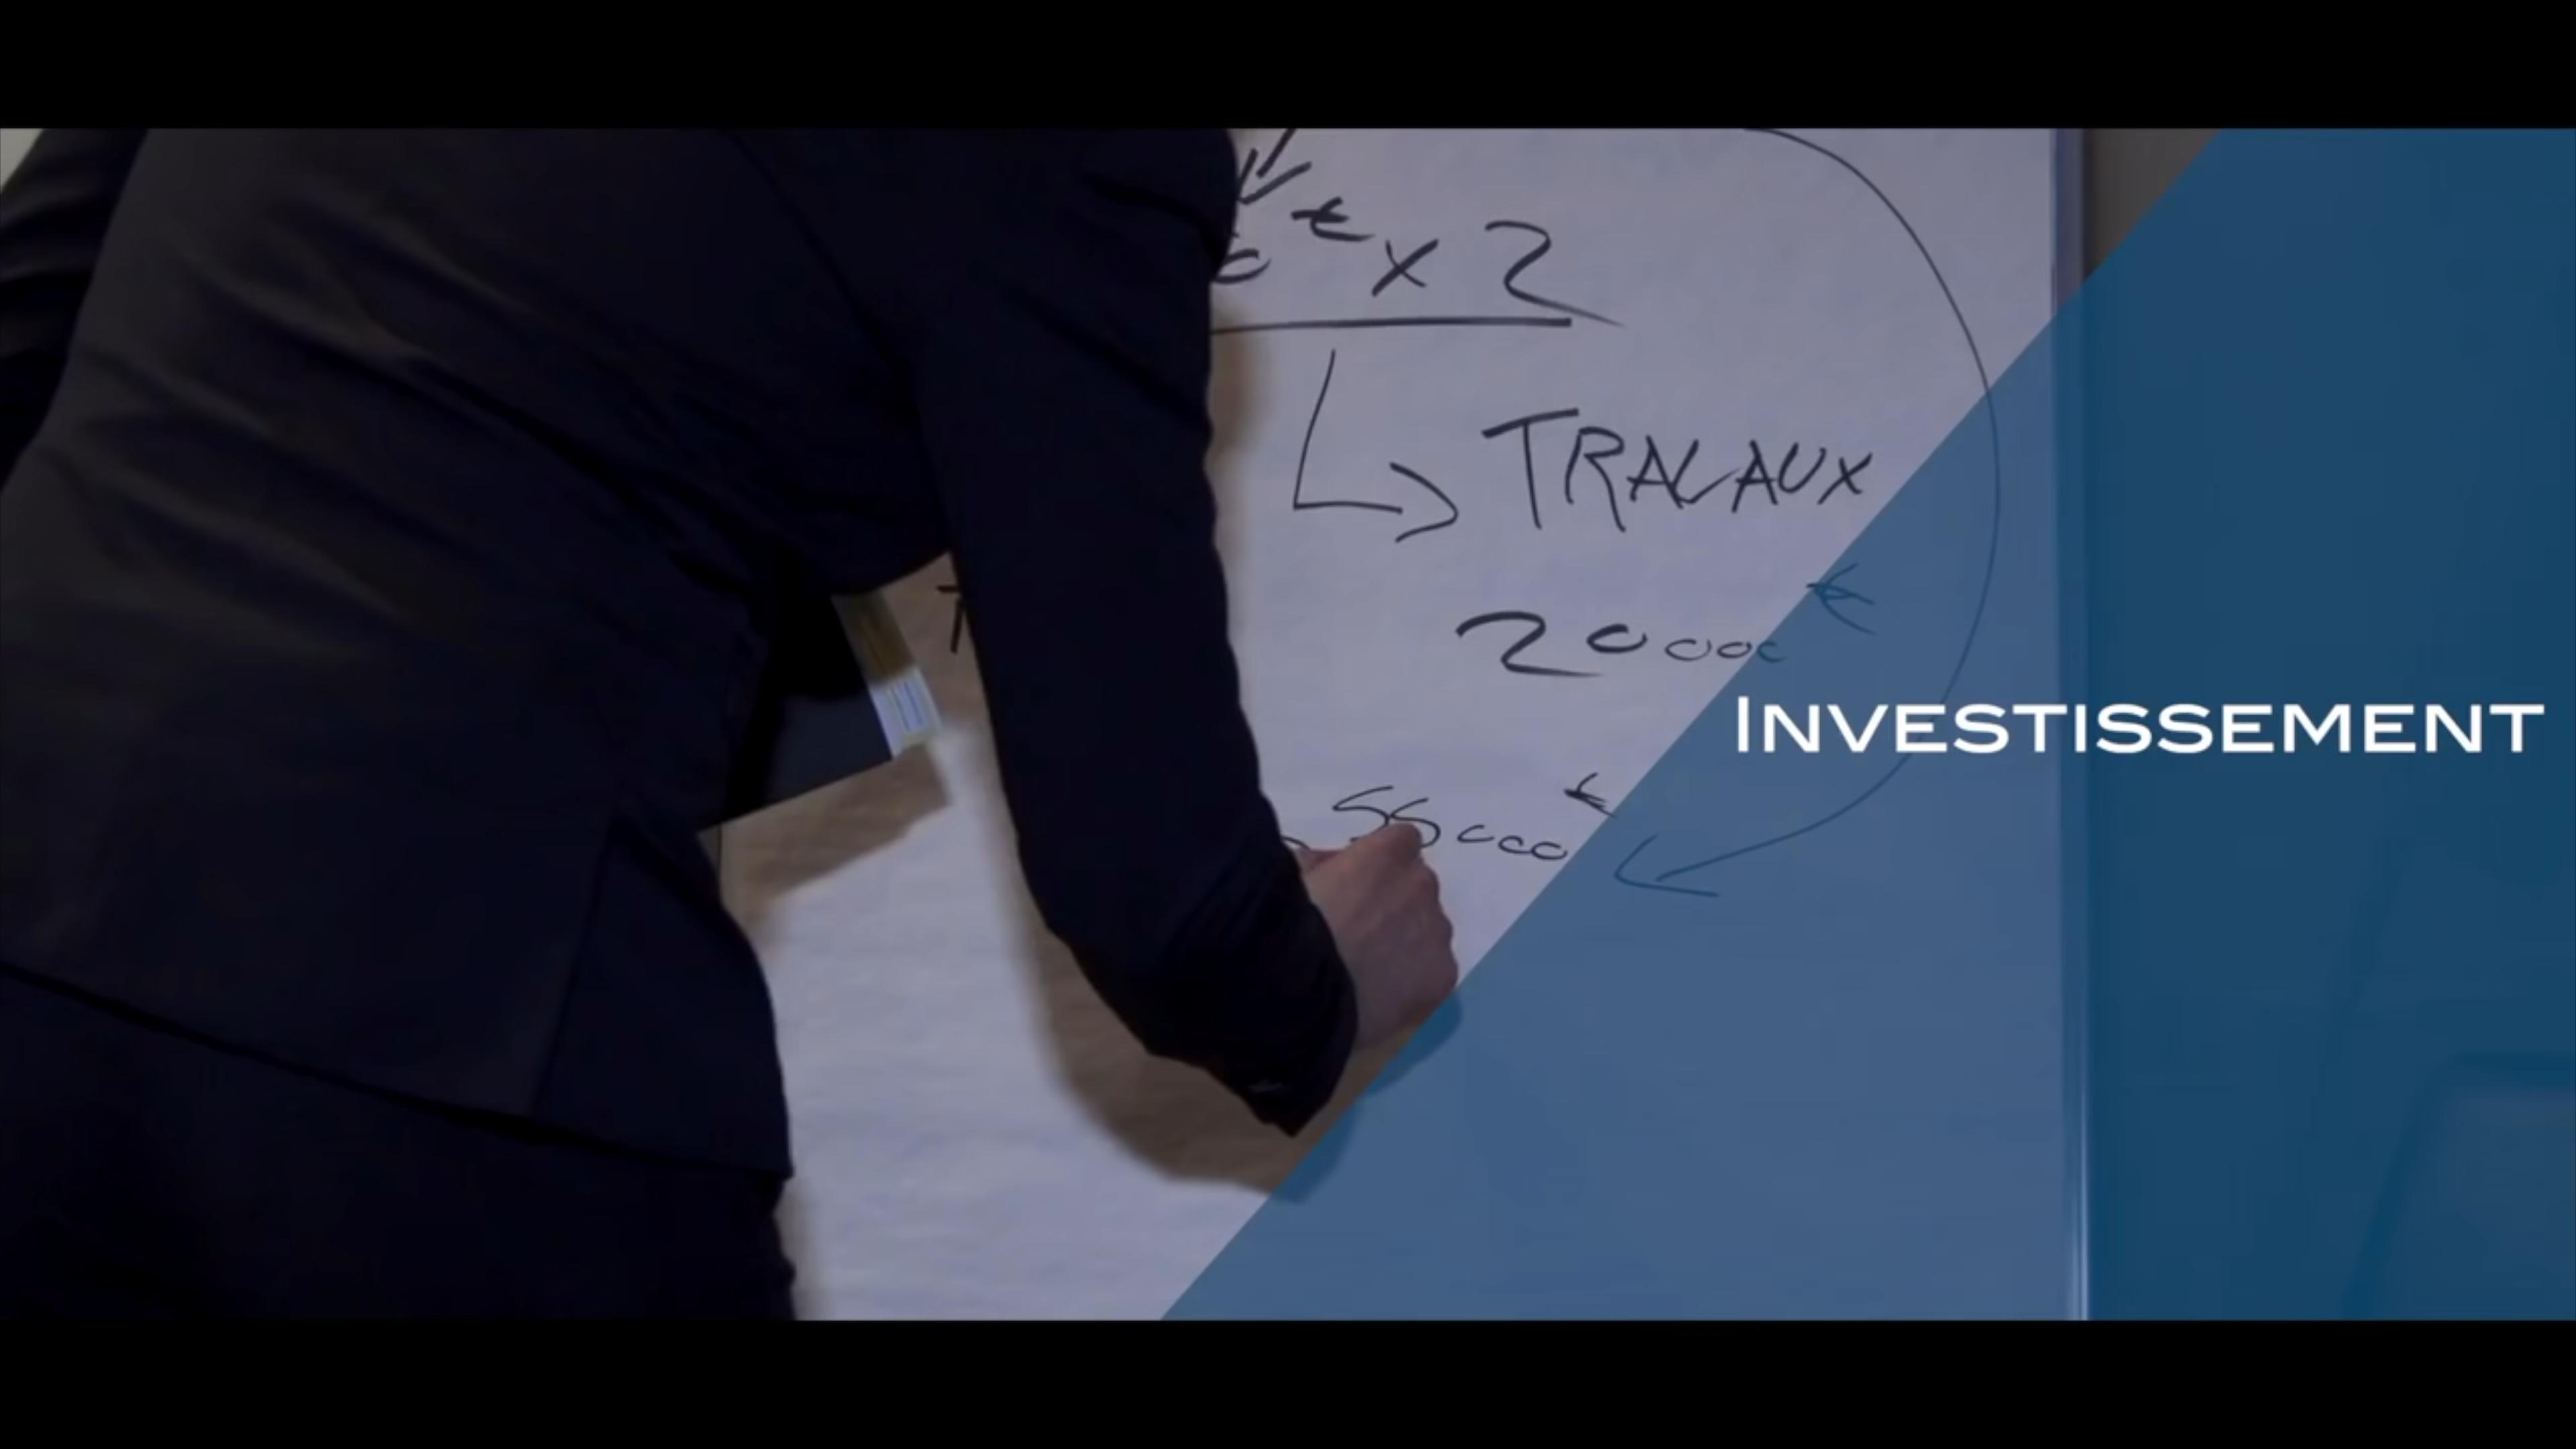 € x 2
TRAVAUX
20000 €
INVESTISSEMENT
55000 €